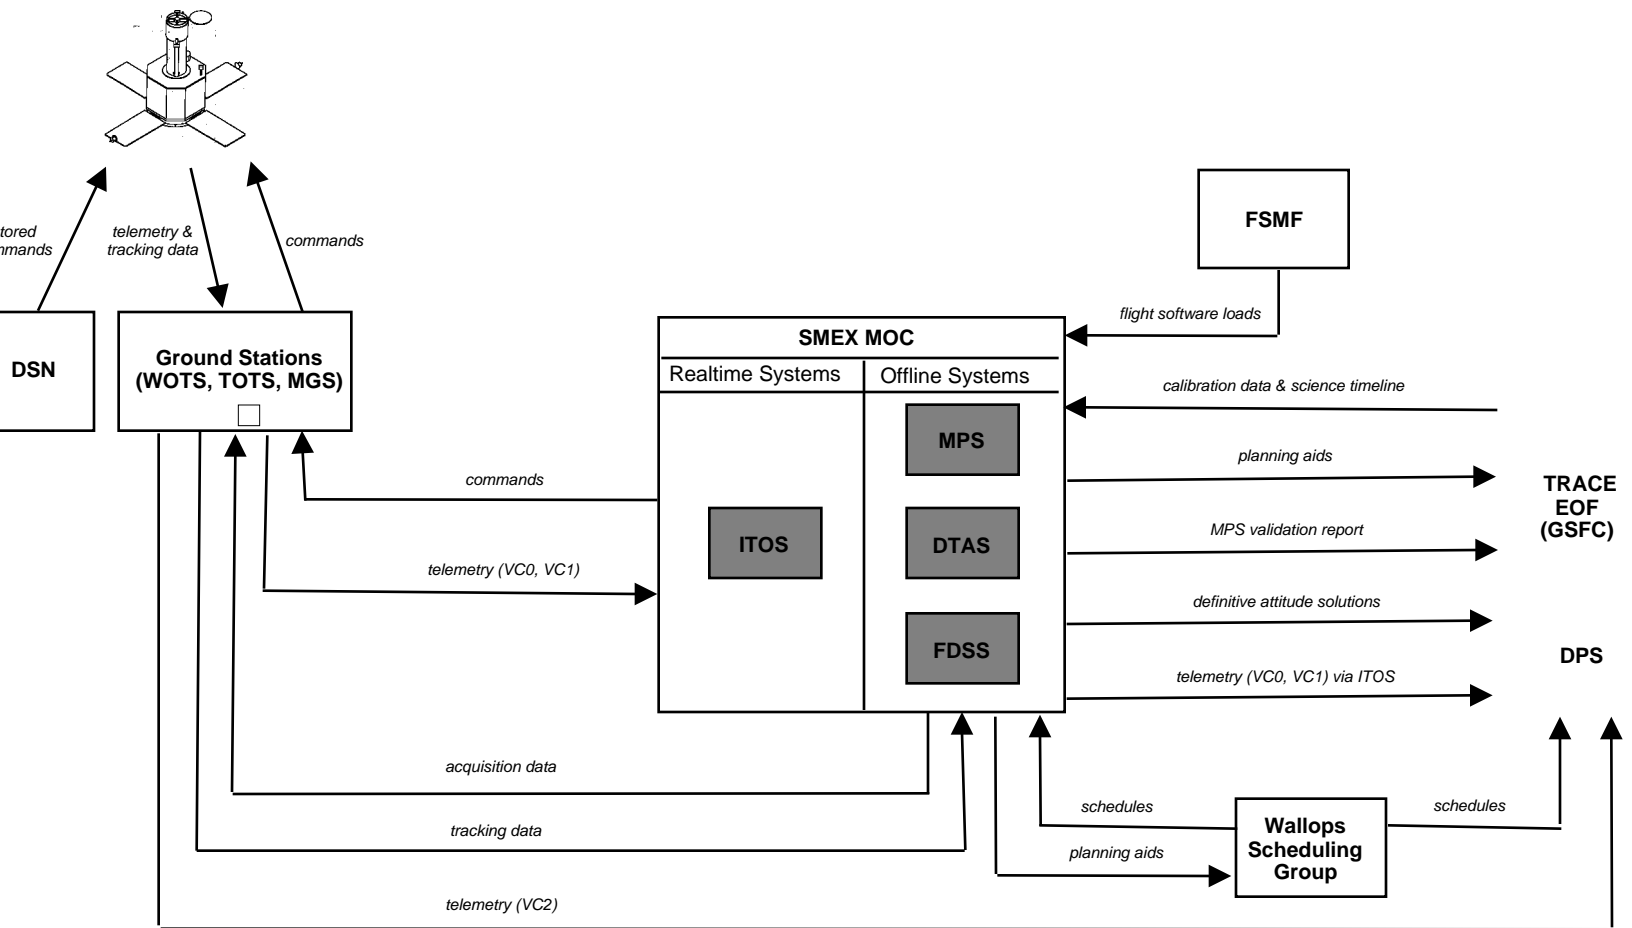 telemetry &
tracking data
commands
DSN
Ground Stations
(WOTS, TOTS, MGS)
FSMF
flight software loads
SMEX MOC
Realtime Systems
Offline Systems
MPS
ITOS
DTAS
FDSS
calibration data & science timeline
planning aids
MPS validation report
definitive attitude solutions
telemetry (VC0, VC1) via ITOS
TRACE
EOF
(GSFC)
DPS
commands
telemetry (VC0, VC1)
acquisition data
tracking data
telemetry (VC2)
schedules
planning aids
Wallops
Scheduling
Group
schedules